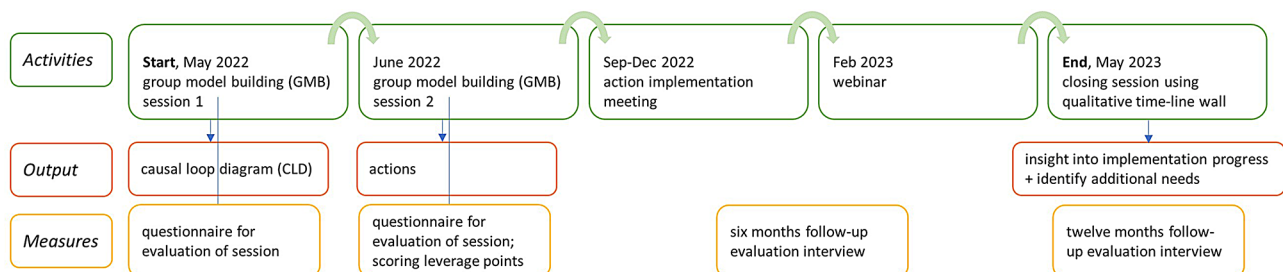 Activities
Start, May 2022
group model building (GMB)
session 1
June 2022
group model building (GMB)
session 2
Sep-Dec 2022
action implementation
meeting
Feb 2023
webinar
End, May 2023
closing session using
qualitative time-line wall
Output
causal loop diagram (CLD)
actions
insight into implementation progress
+ identify additional needs
Measures
questionnaire for
evaluation of session
questionnaire for
evaluation of session;
scoring leverage points
six months follow-up
evaluation interview
twelve months follow-
up evaluation interview